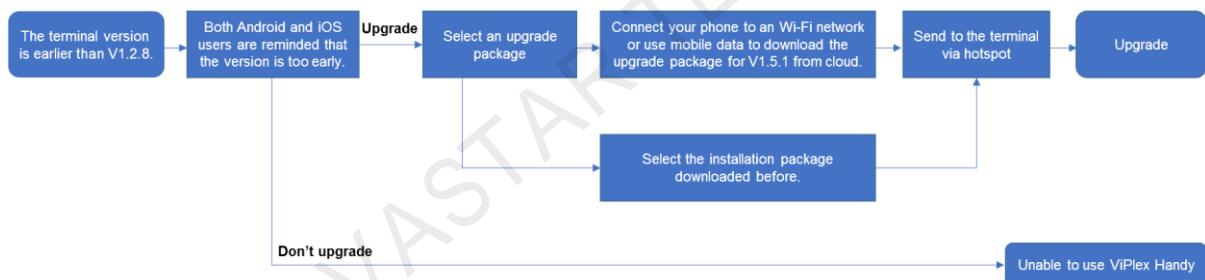 The terminal version
is earlier than V1.2.8.
Both Android and iOS
users are reminded that
the version is too early.
Upgrade
Select an upgrade
package
Connect your phone to an Wi-Fi network
or use mobile data to download the
upgrade package for V1.5.1 from cloud.
Send to the terminal
via hotspot
Upgrade
Select the installation package
downloaded before.
Don't upgrade
Unable to use ViPlex Handy